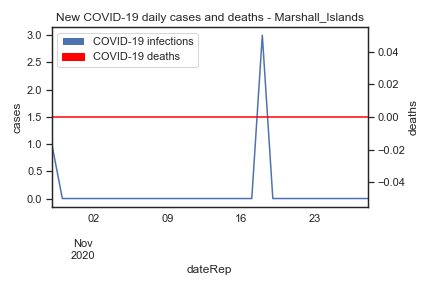 New COVID-19 daily cases and deaths - Marshall_Islands
COVID-19 infections
COVID-19 deaths
cases
3.0
2.5
2.0
1.5
1.0
0.5
0.0
0.04
0.02
0.00
−0.02
−0.04
deaths
02
09
16
23
Nov
2020
dateRep